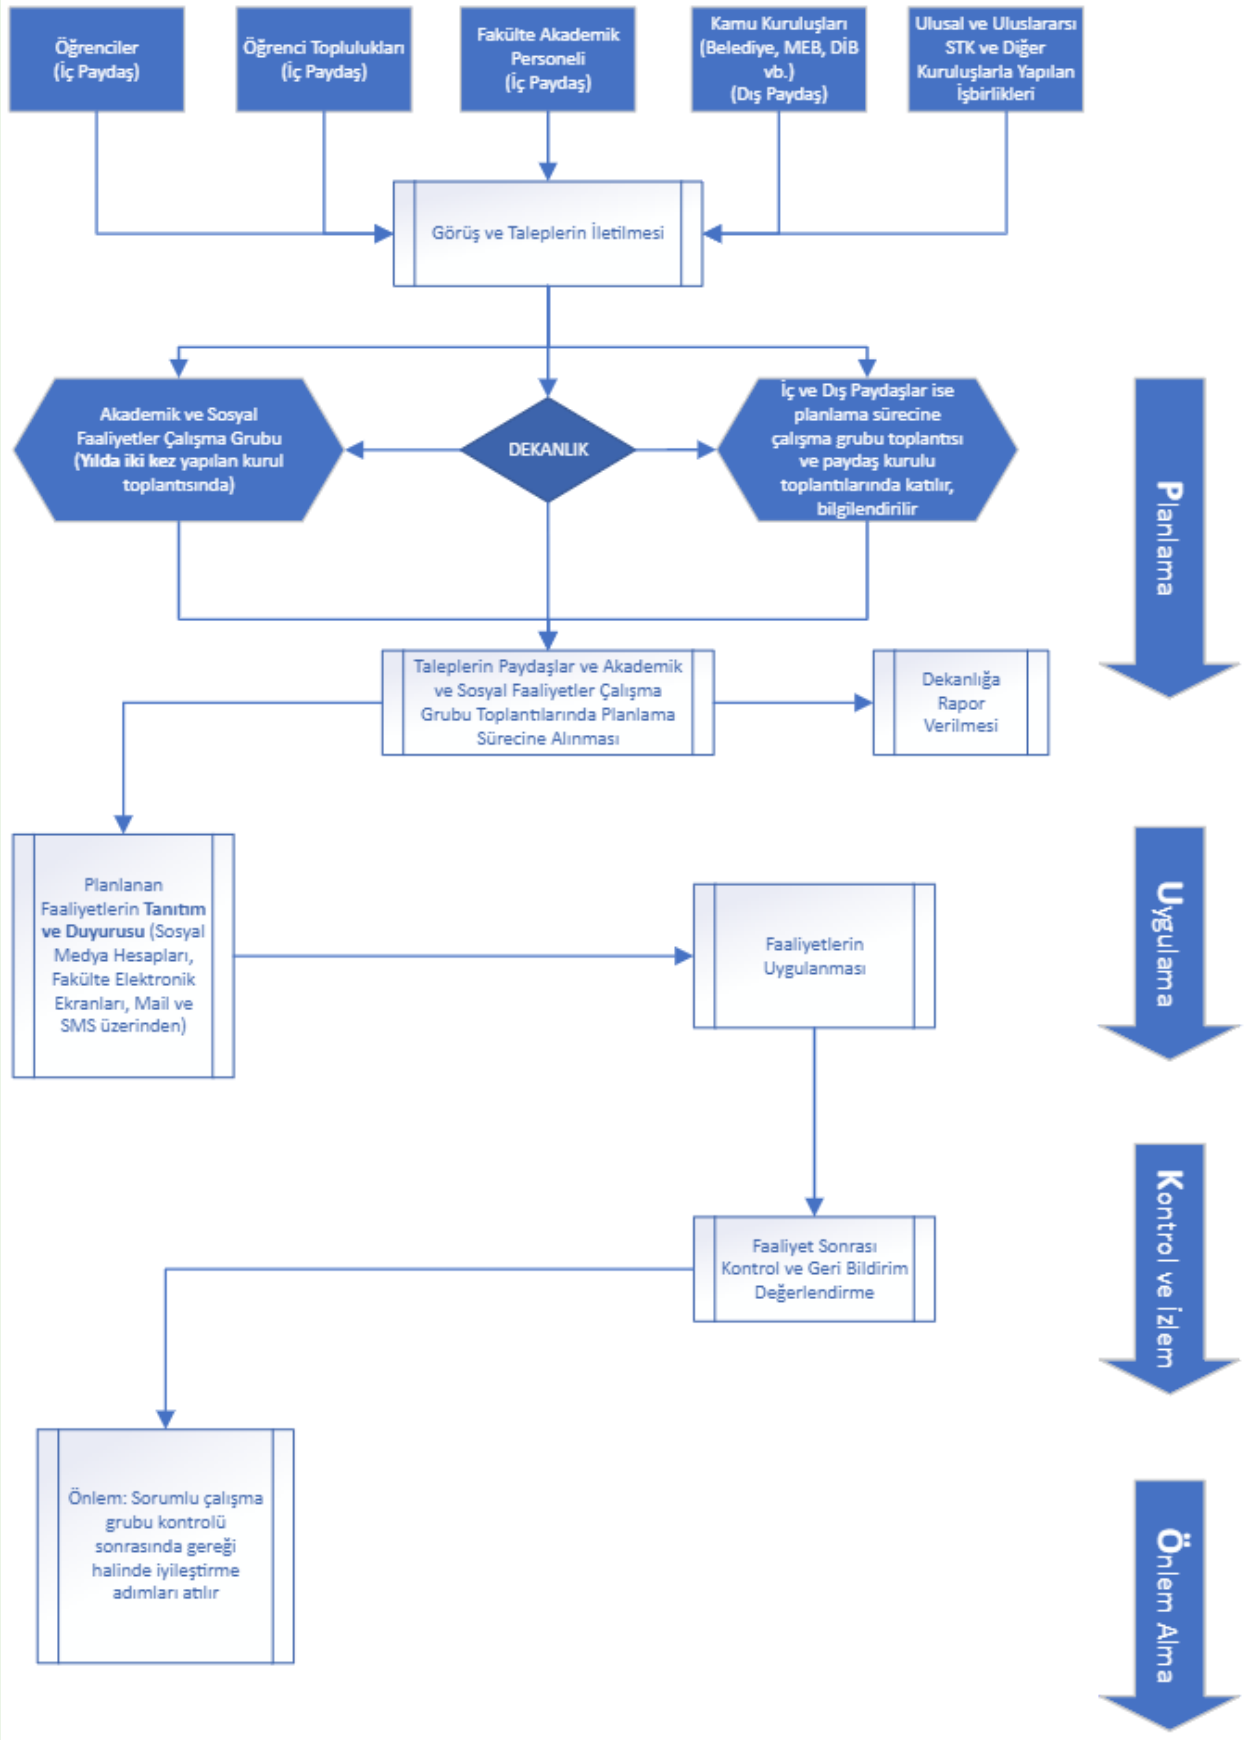 Öğrenciler
(İç Paydaş)
Öğrenci Toplulukları
(İç Paydaş)
Fakülte Akademik
Personeli
(İç Paydaş)
Kamu Kuruluşları
(Belediye, MEB, DİB
vb.)
(Dış Paydaş)
Ulusal ve Uluslararsı
STK ve Diğer
Kuruluşlarla Yapılan
İşbirlikleri
Görüş ve Taleplerin İletilmesi
Akademik ve Sosyal
Faaliyetler Çalışma Grubu
(Yılda iki kez yapılan kurul
toplantısında)
DEKANLIK
İç ve Dış Paydaşlar ise
planlama sürecine
çalışma grubu toplantısı
ve paydaş kurulu
toplantılarında katılır,
bilgilendirilir
Planlama
Taleplerin Paydaşlar ve Akademik
ve Sosyal Faaliyetler Çalışma
Grubu Toplantılarında Planlama
Sürecine Alınması
Dekanlığa
Rapor
Verilmesi
Planlanan
Faaliyetlerin Tanıtım
ve Duyurusu (Sosyal
Medya Hesapları,
Fakülte Elektronik
Ekranları, Mail ve
SMS üzerinden)
Faaliyetlerin
Uygulanması
Uygulama
Faaliyet Sonrası
Kontrol ve Geri Bildirim
Değerlendirme
Kontrol ve İzlem
Önlem: Sorumlu çalışma
grubu kontrolü
sonrasında gereği
halinde iyileştirme
adımları atılır
Önlem Alma